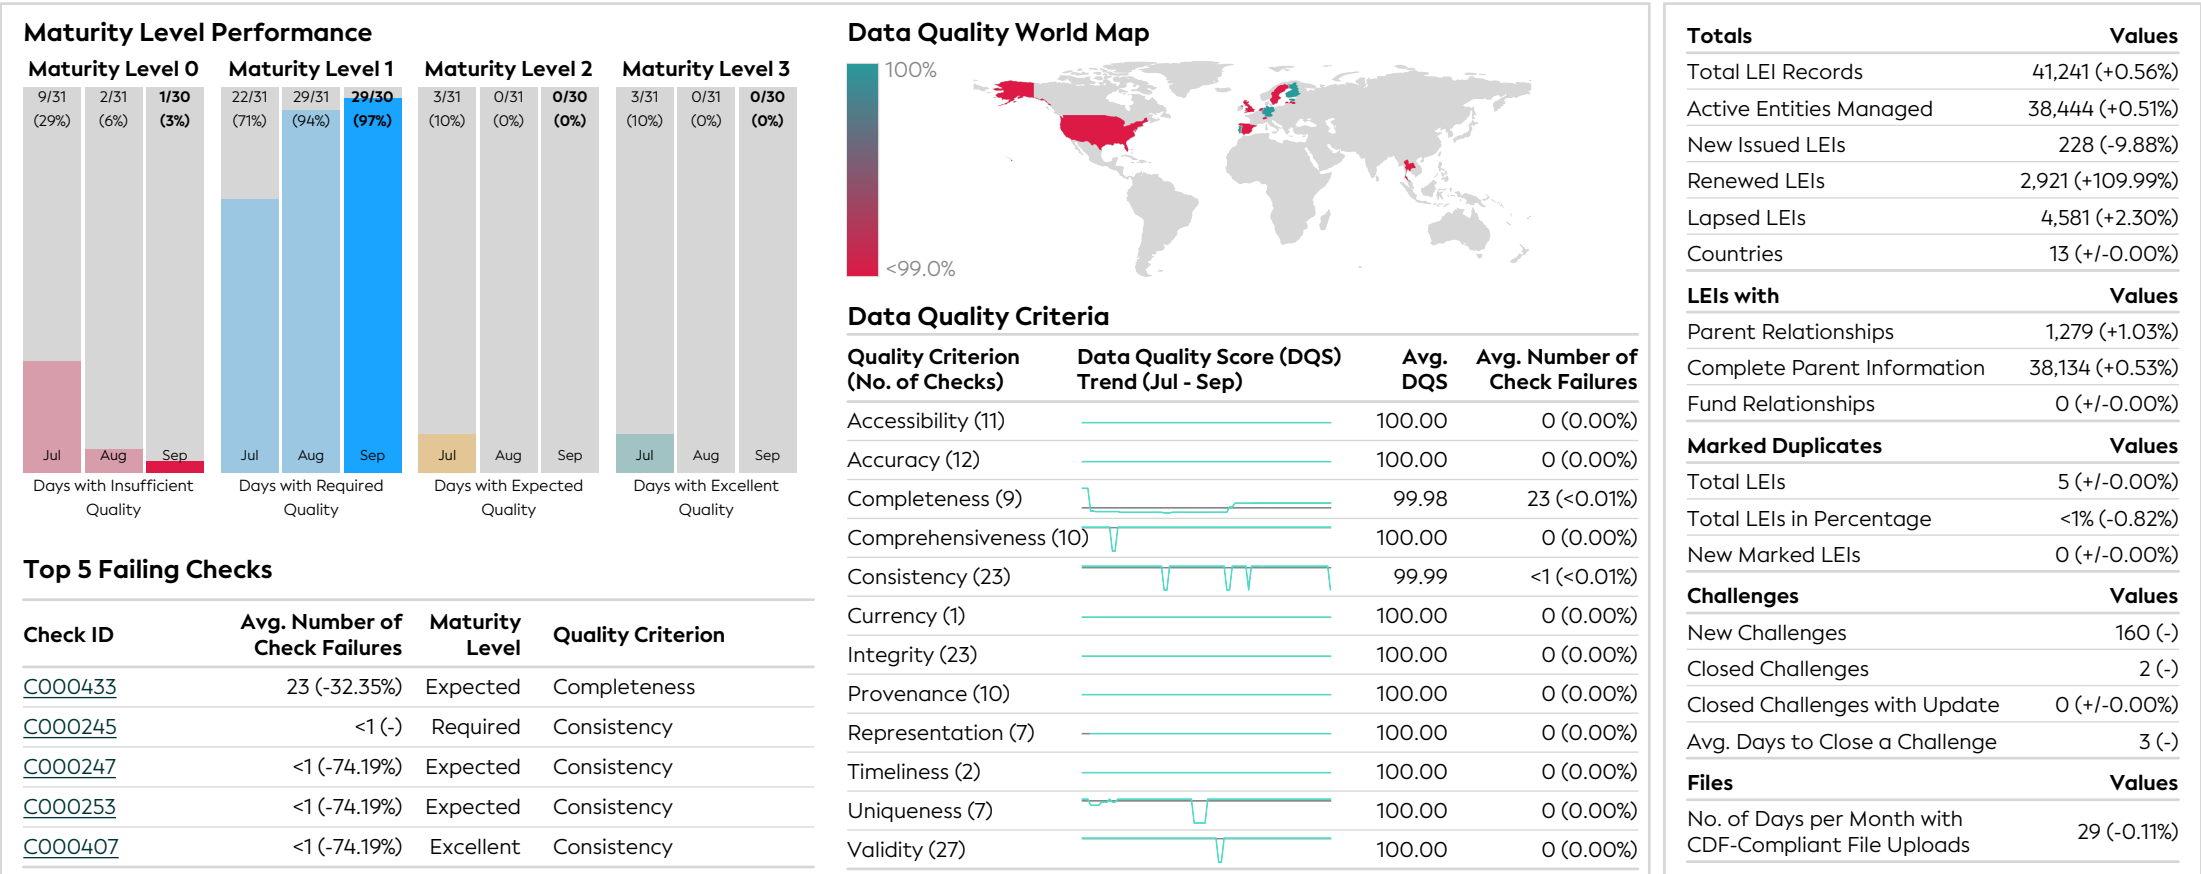 Maturity Level Performance
Maturity Level 0
9/31 2/31 1/30
(29%) (6%) (3%)
Jul Aug Sep
Days with Insufficient
Quality
Maturity Level 1
22/31 29/31 29/30
(71%) (94%) (97%)
Jul Aug Sep
Days with Required
Quality
Maturity Level 2
3/31 0/31 0/30
(10%) (0%) (0%)
Jul Aug Sep
Days with Expected
Quality
Maturity Level 3
3/31 0/31 0/30
(10%) (0%) (0%)
Jul Aug Sep
Days with Excellent
Quality
Top 5 Failing Checks
Check ID Avg. Number of Check Failures Maturity Level Quality Criterion
C000433 23 (-32.35%) Expected Completeness
C000245 <1 (-) Required Consistency
C000247 <1 (-74.19%) Expected Consistency
C000253 <1 (-74.19%) Expected Consistency
C000407 <1 (-74.19%) Excellent Consistency
Data Quality World Map
100%
<99.0%
Data Quality Criteria
Quality Criterion (No. of Checks) Data Quality Score (DQS) Trend (Jul - Sep) Avg. DQS Avg. Number of Check Failures
Accessibility (11) 100.00 0 (0.00%)
Accuracy (12) 100.00 0 (0.00%)
Completeness (9) 99.98 23 (<0.01%)
Comprehensiveness (10) 100.00 0 (0.00%)
Consistency (23) 99.99 <1 (<0.01%)
Currency (1) 100.00 0 (0.00%)
Integrity (23) 100.00 0 (0.00%)
Provenance (10) 100.00 0 (0.00%)
Representation (7) 100.00 0 (0.00%)
Timeliness (2) 100.00 0 (0.00%)
Uniqueness (7) 100.00 0 (0.00%)
Validity (27) 100.00 0 (0.00%)
Totals Values
Total LEI Records 41,241 (+0.56%)
Active Entities Managed 38,444 (+0.51%)
New Issued LEIs 228 (-9.88%)
Renewed LEIs 2,921 (+109.99%)
Lapsed LEIs 4,581 (+2.30%)
Countries 13 (+/-0.00%)
LEIs with Values
Parent Relationships 1,279 (+1.03%)
Complete Parent Information 38,134 (+0.53%)
Fund Relationships 0 (+/-0.00%)
Marked Duplicates Values
Total LEIs 5 (+/-0.00%)
Total LEIs in Percentage <1% (-0.82%)
New Marked LEIs 0 (+/-0.00%)
Challenges Values
New Challenges 160 (-)
Closed Challenges 2 (-)
Closed Challenges with Update 0 (+/-0.00%)
Avg. Days to Close a Challenge 3 (-)
Files Values
No. of Days per Month with
CDF-Compliant File Uploads 29 (-0.11%)